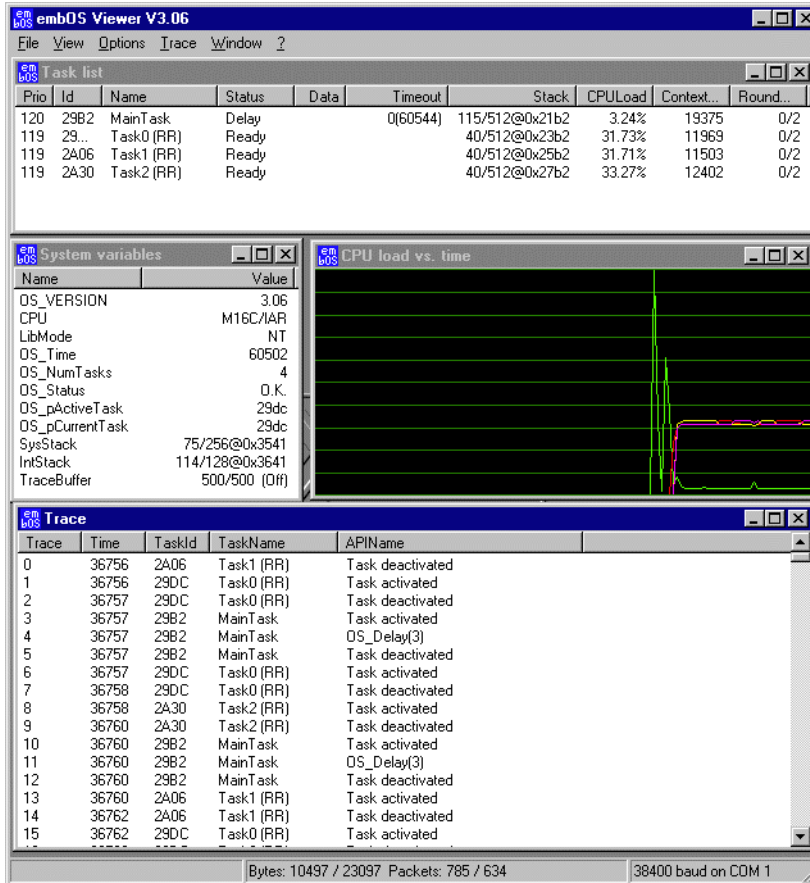 em bOS embOS Viewer V3.06
File View Options Trace Window ?
em bOS Task list
Prio Id Name Status Data Timeout Stack CPULoad Context... Round...
120 29B2 MainTask Delay 0(60544) 115/512@0x21b2 3.24% 19375 0/2
119 29... Task0 (RR) Ready 40/512@0x23b2 31.73% 11969 0/2
119 2A06 Task1 (RR) Ready 40/512@0x25b2 31.71% 11503 0/2
119 2A30 Task2 (RR) Ready 40/512@0x27b2 33.27% 12402 0/2
em bOS System variables
Name Value
OS_VERSION 3.06
CPU M16C/IAR
LibMode NT
OS_Time 60502
OS_NumTasks 4
OS_Status O.K.
OS_pActiveTask 29dc
OS_pCurrentTask 29dc
SysStack 75/256@0x3541
IntStack 114/128@0x3641
TraceBuffer 500/500 (Off)
em bOS CPU load vs. time
em bOS Trace
Trace Time TaskId TaskName APIName
0 36756 2A06 Task1 (RR) Task deactivated
1 36756 29DC Task0 (RR) Task activated
2 36757 29DC Task0 (RR) Task deactivated
3 36757 29B2 MainTask Task activated
4 36757 29B2 MainTask OS_Delay(3)
5 36757 29B2 MainTask Task deactivated
6 36757 29DC Task0 (RR) Task activated
7 36758 29DC Task0 (RR) Task deactivated
8 36758 2A30 Task2 (RR) Task activated
9 36760 2A30 Task2 (RR) Task deactivated
10 36760 29B2 MainTask Task activated
11 36760 29B2 MainTask OS_Delay(3)
12 36760 29B2 MainTask Task deactivated
13 36760 2A06 Task1 (RR) Task activated
14 36762 2A06 Task1 (RR) Task deactivated
15 36762 29DC Task0 (RR) Task activated
Bytes: 10497 / 23097 Packets: 785 / 634 38400 baud on COM 1